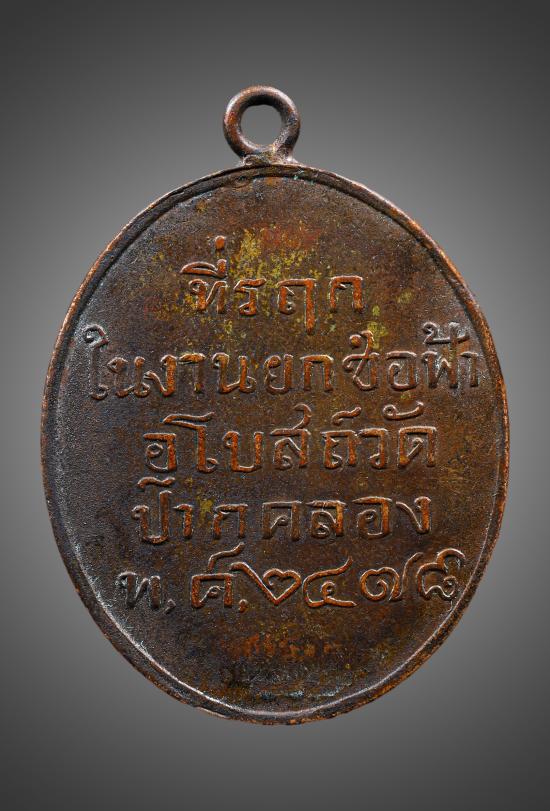 ที่รฤก
ในงานยกช่อฟ้า
อุโบสถ์วัด
ปากคลอง
พ,ศ์,๒๔๗๘